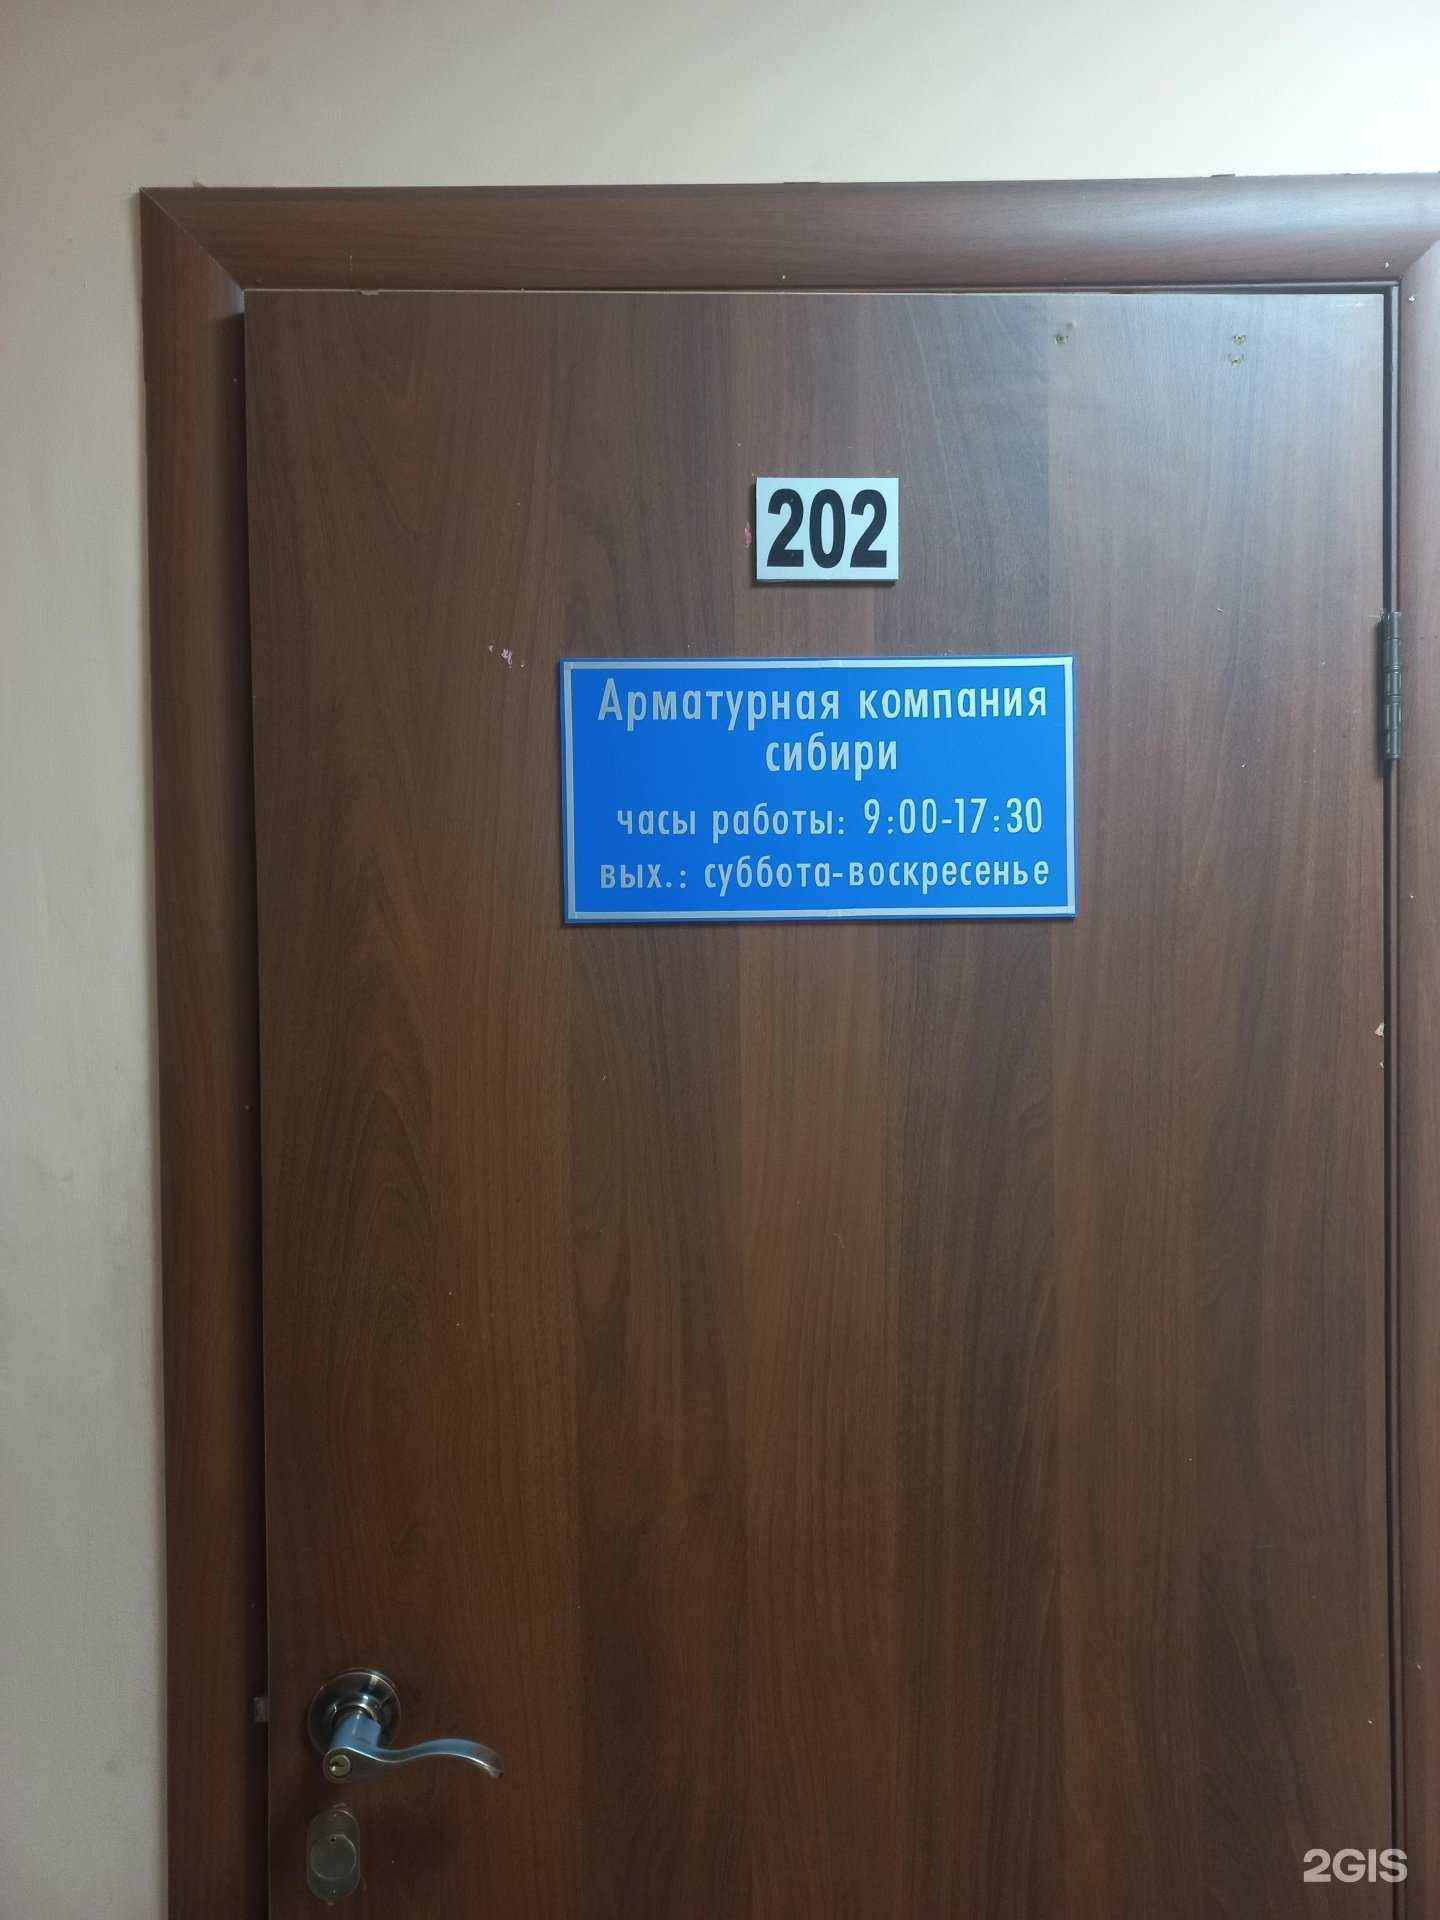 202
Арматурная компания
сибири
часы работы: 9:00-17:30
вых.: суббота-воскресенье
2GIS